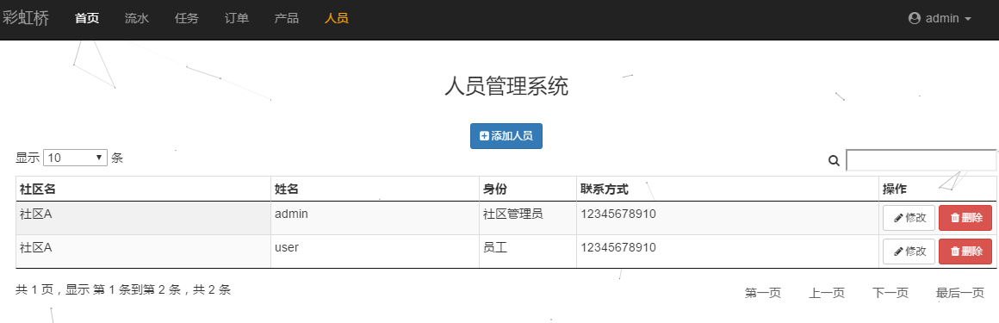 彩虹桥 首页 流水 任务 订单 产品 人员 admin
人员管理系统
添加人员
显示 10 条
社区名 姓名 身份 联系方式 操作
社区A admin 社区管理员 12345678910 修改 删除
社区A user 员工 12345678910 修改 删除
共 1 页，显示 第 1 条到第 2 条，共 2 条 第一页 上一页 下一页 最后一页